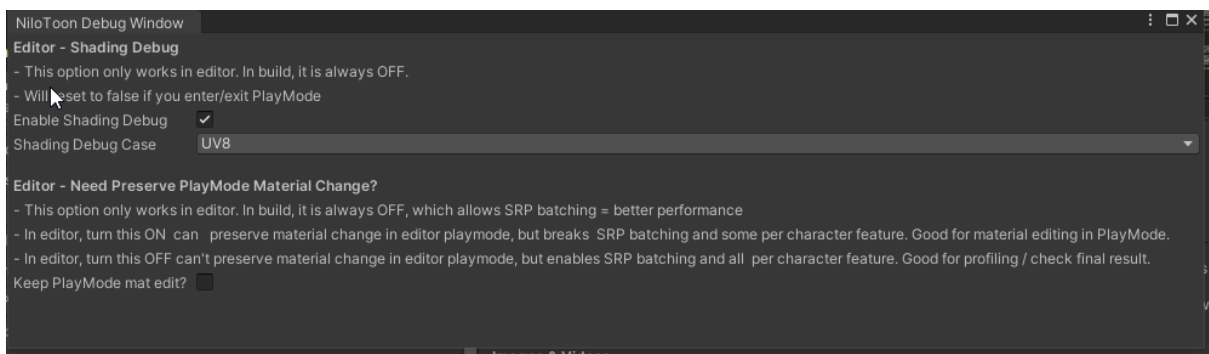 NiloToon Debug Window
Editor - Shading Debug
- This option only works in editor. In build, it is always OFF.
- Will reset to false if you enter/exit PlayMode
Enable Shading Debug
Shading Debug Case UV8
Editor - Need Preserve PlayMode Material Change?
- This option only works in editor. In build, it is always OFF, which allows SRP batching = better performance
- In editor, turn this ON can preserve material change in editor playmode, but breaks SRP batching and some per character feature. Good for material editing in PlayMode.
- In editor, turn this OFF can't preserve material change in editor playmode, but enables SRP batching and all per character feature. Good for profiling / check final result.
Keep PlayMode mat edit?